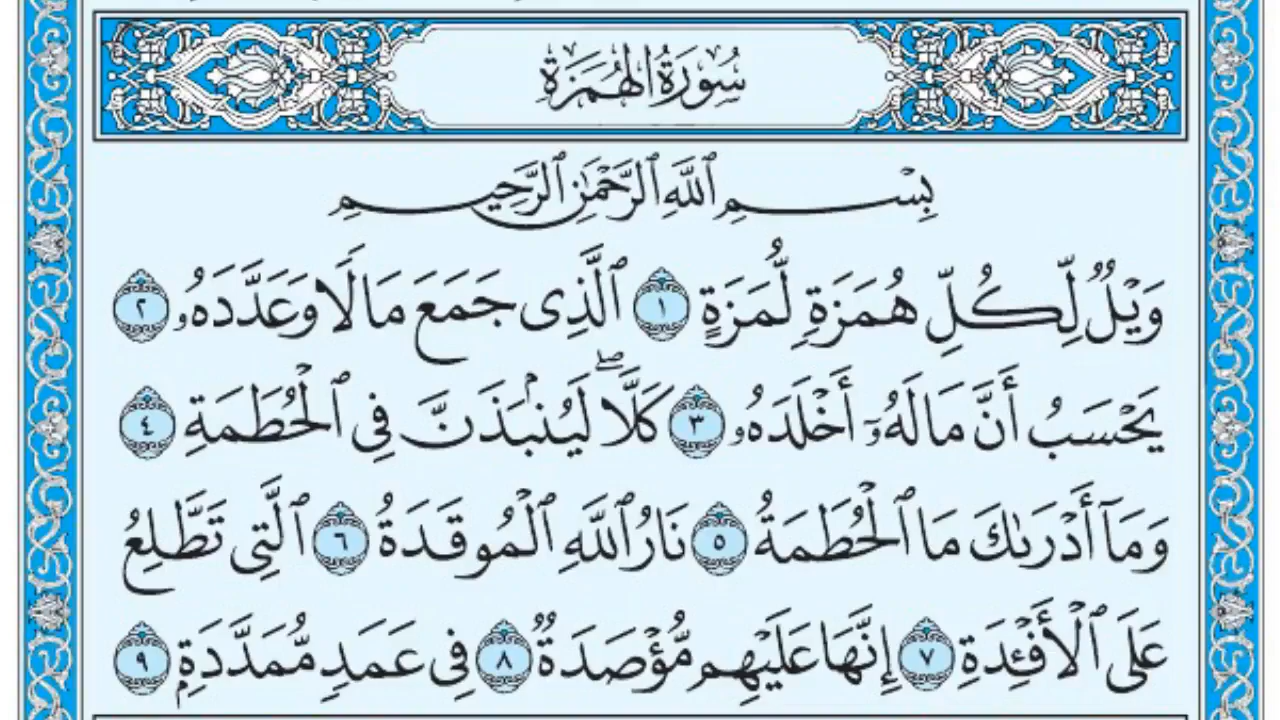 سُورَةُ الهُمَزَةِ
بِسْمِ ٱللَّهِ ٱلرَّحْمَٰنِ ٱلرَّحِيمِ
وَيْلٌ لِّكُلِّ هُمَزَةٍ لُّمَزَةٍ ١ ٱلَّذِى جَمَعَ مَالًا وَعَدَّدَهُۥ ٢
يَحْسَبُ أَنَّ مَالَهُۥٓ أَخْلَدَهُۥ ٣ كَلَّا ۖ لَيُنۢبَذَنَّ فِى ٱلْحُطَمَةِ ٤
وَمَآ أَدْرَىٰكَ مَا ٱلْحُطَمَةُ ٥ نَارُ ٱللَّهِ ٱلْمُوقَدَةُ ٦ ٱلَّتِى تَطَّلِعُ
عَلَى ٱلْأَفْـِٔدَةِ ٧ إِنَّهَا عَلَيْهِم مُّؤْصَدَةٌ ٨ فِى عَمَدٍ مُّمَدَّدَةٍۭ ٩